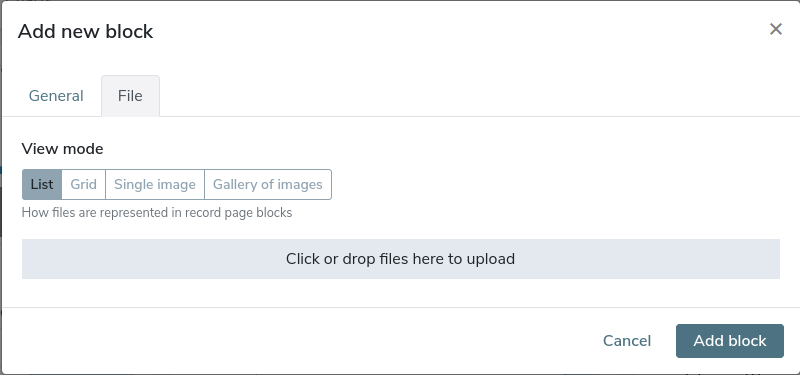 Add new block
×
General File
View mode
List Grid Single image Gallery of images
How files are represented in record page blocks
Click or drop files here to upload
Cancel Add block